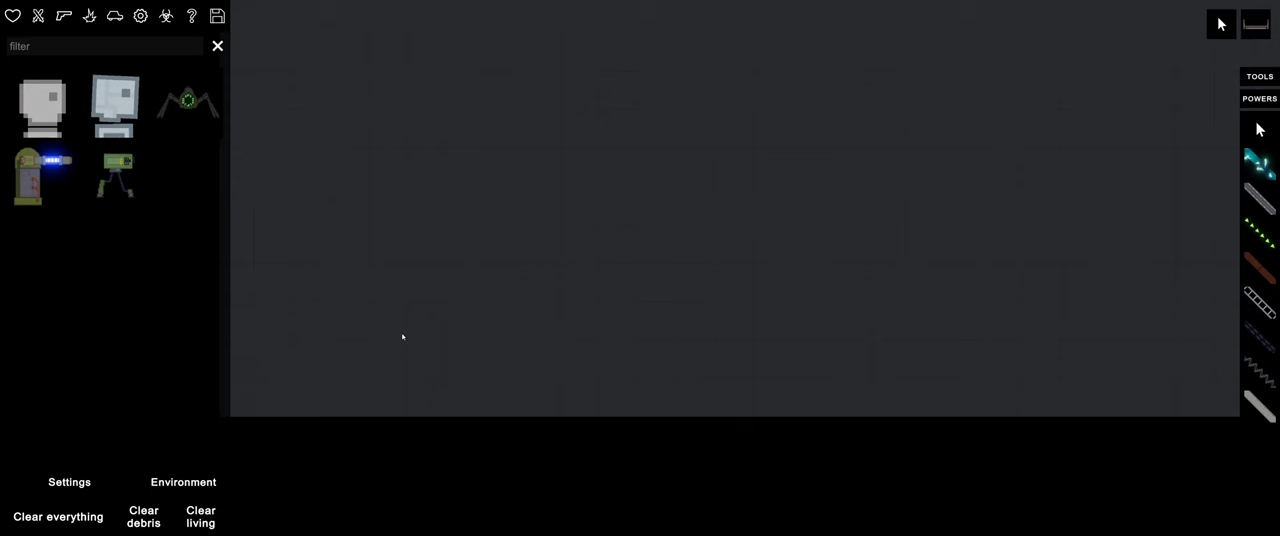 filter
TOOLS
POWERS
Settings
Environment
Clear everything
Clear debris
Clear living